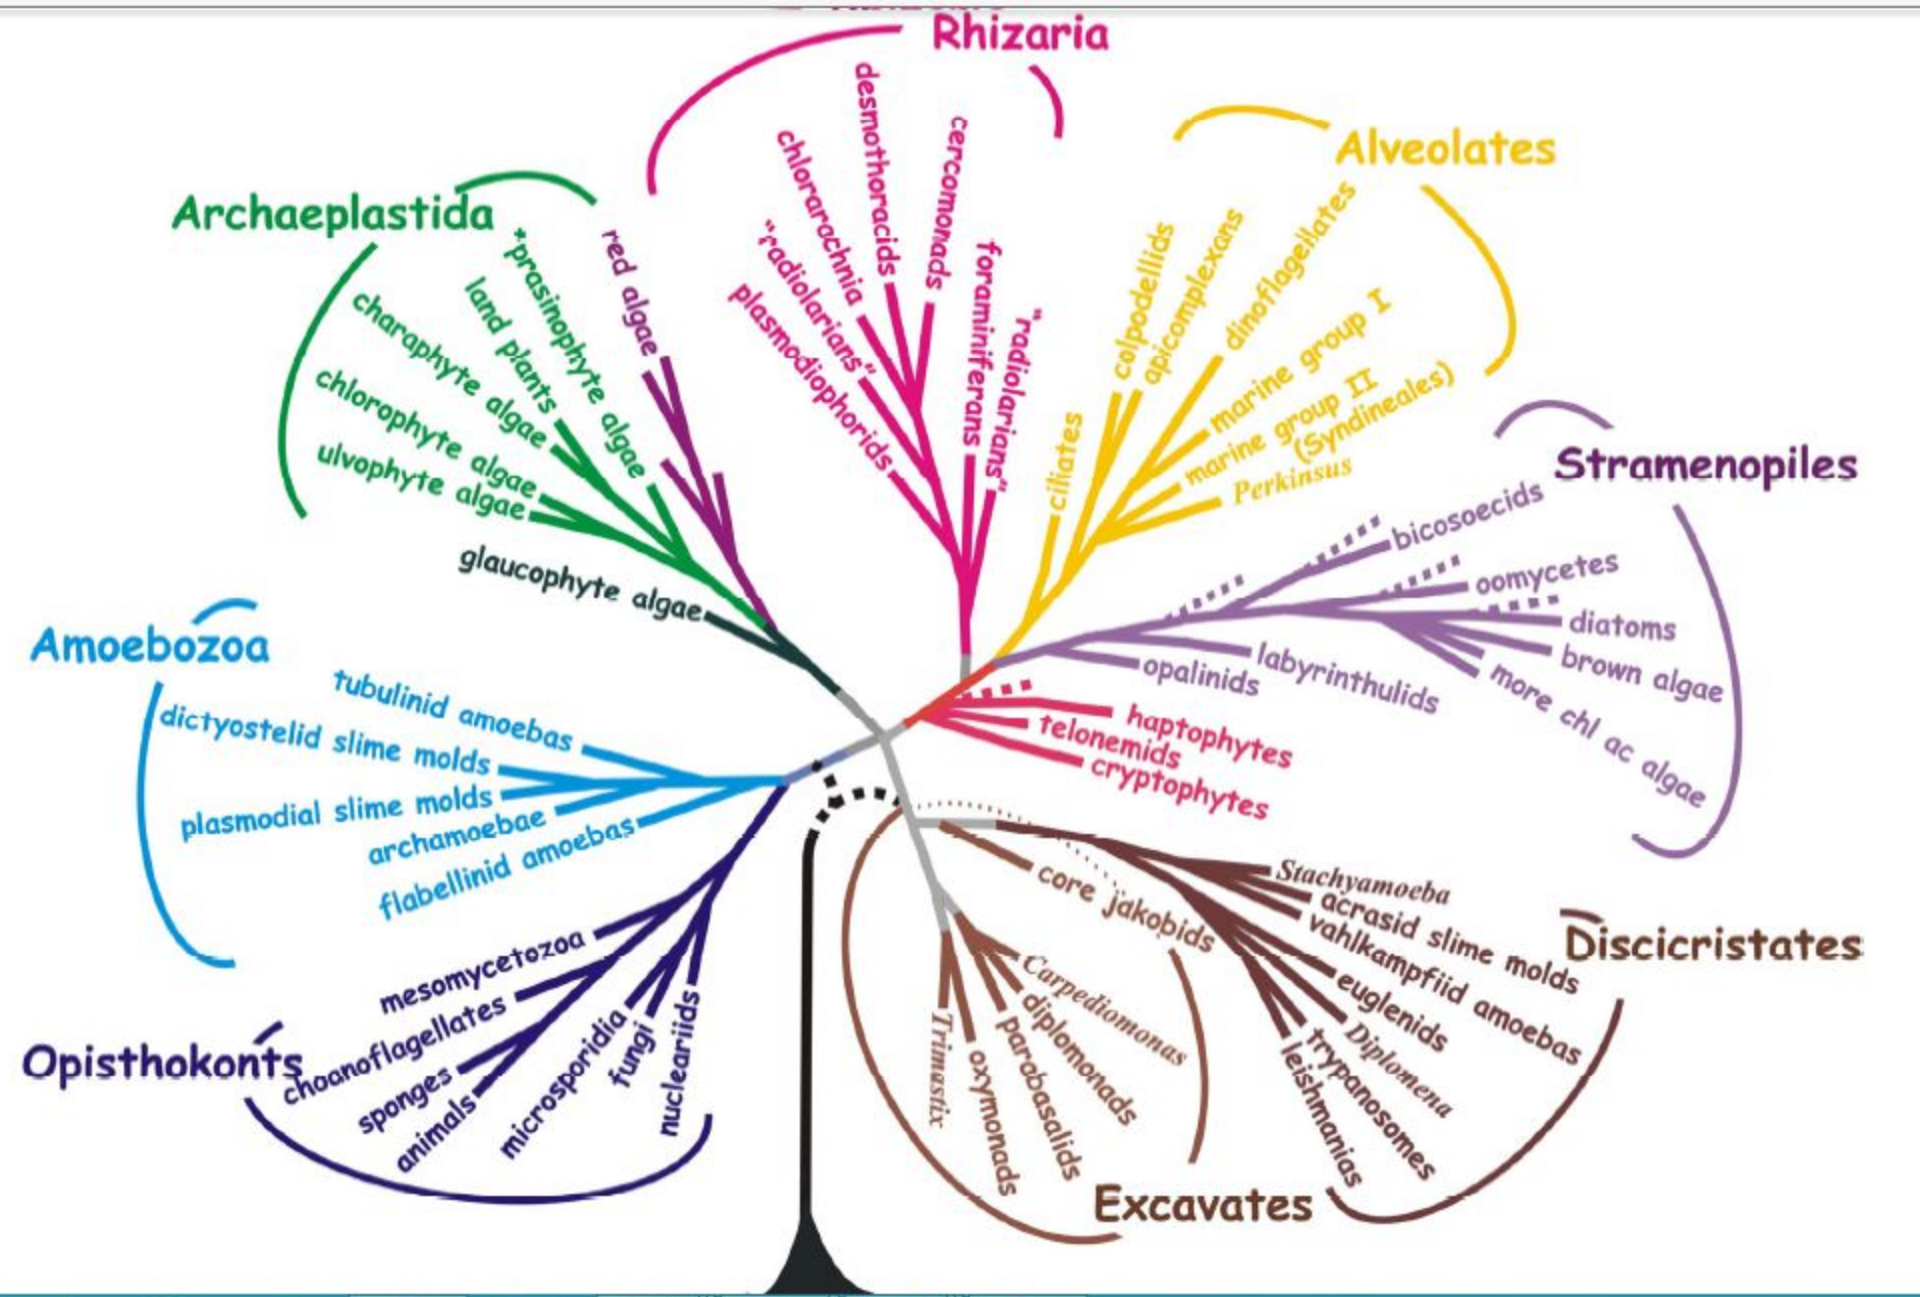 Rhizaria
desmothoracids
cercomonads
chlorarachnia
"radiolarians"
plasmodiophorids
foraminiferans
"radiolarians"
Alveolates
colpodellids
apicomplexans
dinoflagellates
ciliates
marine group I
marine group II
(Syndineales)
Perkinsus
Archaeplastida
red algae
+prasinophyte algae
land plants
charaphyte algae
chlorophyte algae
ulvophyte algae
glaucophyte algae
Stramenopiles
bicosoecids
oomycetes
diatoms
brown algae
more chl ac algae
labyrinthulids
opalinids
haptophytes
telonemids
cryptophytes
Amoebozoa
tubulinid amoebas
dictyostelid slime molds
plasmodial slime molds
archamoebae
flabellinid amoebas
Opisthokonts
mesomycetozoa
choanoflagellates
sponges
animals
microsporidia
fungi
nucleariids
Discicristates
Stachyamoeba
acrasid slime molds
vahlkampfiid amoebas
euglenids
Diplomena
trypanosomes
leishmanias
Excavates
core jakobids
Carpediomonas
diplomonads
parabasalids
oxymonads
Trimastix